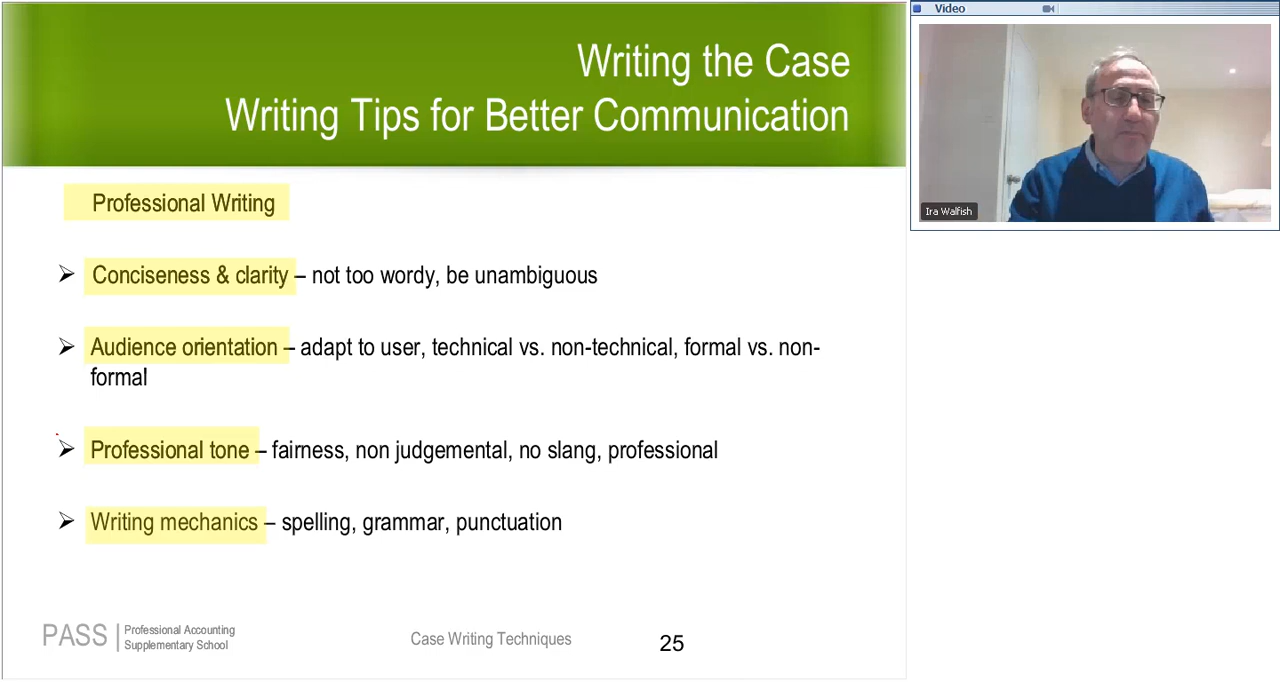 Writing the Case
Writing Tips for Better Communication
Professional Writing
Conciseness & clarity – not too wordy, be unambiguous
Audience orientation – adapt to user, technical vs. non-technical, formal vs. non-
formal
Professional tone – fairness, non judgemental, no slang, professional
Writing mechanics – spelling, grammar, punctuation
PASS
Professional Accounting
Supplementary School
Case Writing Techniques
25
Video
Ira Walfish